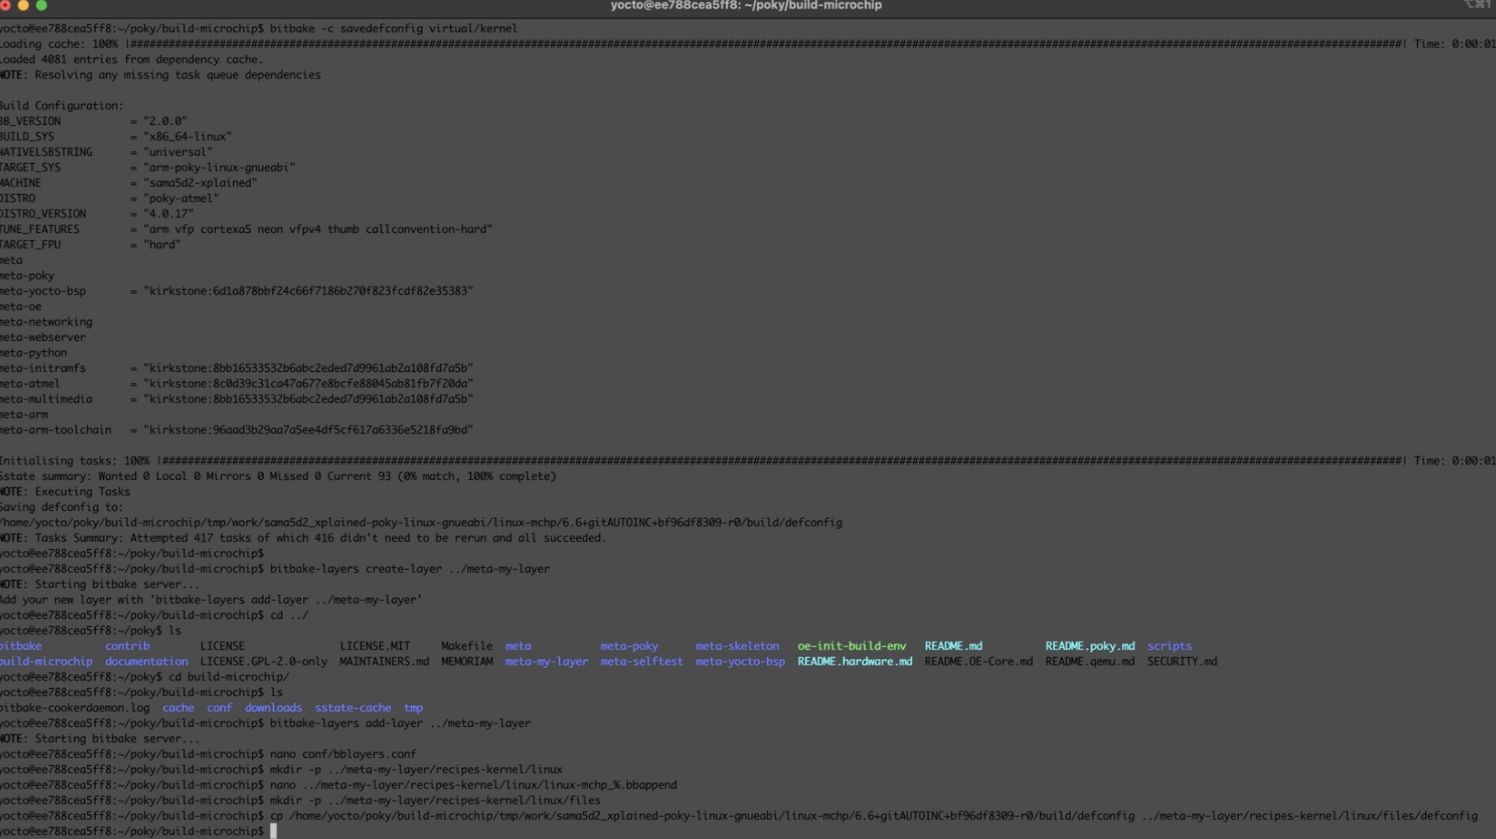 yocto@ee788cea5ff8: ~/poky/build-microchip
⌥⌘1
yocto@ee788cea5ff8:~/poky/build-microchip$ bitbake -c savedefconfig virtual/kernel
Loading cache: 100% |############################################################################################################################################################################################################| Time: 0:00:01
Loaded 4081 entries from dependency cache.
NOTE: Resolving any missing task queue dependencies
Build Configuration:
BB_VERSION = "2.0.0"
BUILD_SYS = "x86_64-linux"
NATIVELSBSTRING = "universal"
TARGET_SYS = "arm-poky-linux-gnueabi"
MACHINE = "sama5d2-xplained"
DISTRO = "poky-atmel"
DISTRO_VERSION = "4.0.17"
TUNE_FEATURES = "arm vfp cortexa5 neon vfpv4 thumb callconvention-hard"
TARGET_FPU = "hard"
meta
meta-poky
meta-yocto-bsp = "kirkstone:6d1a878bbf24c66f7186b270f823fcdf82e35383"
meta-oe
meta-networking
meta-webserver
meta-python
meta-initramfs = "kirkstone:8bb16533532b6abc2eded7d9961ab2a108fd7a5b"
meta-atmel = "kirkstone:8c0d39c31ca47a677e8bcfe88045ab81fb7f20da"
meta-multimedia = "kirkstone:8bb16533532b6abc2eded7d9961ab2a108fd7a5b"
meta-arm
meta-arm-toolchain = "kirkstone:96aad3b29aa7a5ee4df5cf617a6336e5218fa9bd"
Initialising tasks: 100% |#######################################################################################################################################################################################################| Time: 0:00:01
Sstate summary: Wanted 0 Local 0 Mirrors 0 Missed 0 Current 93 (0% match, 100% complete)
NOTE: Executing Tasks
Saving defconfig to:
/home/yocto/poky/build-microchip/tmp/work/sama5d2_xplained-poky-linux-gnueabi/linux-mchp/6.6+gitAUTOINC+bf96df8309-r0/build/defconfig
NOTE: Tasks Summary: Attempted 417 tasks of which 416 didn't need to be rerun and all succeeded.
yocto@ee788cea5ff8:~/poky/build-microchip$
yocto@ee788cea5ff8:~/poky/build-microchip$ bitbake-layers create-layer ../meta-my-layer
NOTE: Starting bitbake server...
Add your new layer with 'bitbake-layers add-layer ../meta-my-layer'
yocto@ee788cea5ff8:~/poky/build-microchip$ cd ../
yocto@ee788cea5ff8:~/poky$ ls
bitbake contrib LICENSE LICENSE.MIT Makefile meta meta-poky meta-skeleton oe-init-build-env README.md README.poky.md scripts
build-microchip documentation LICENSE.GPL-2.0-only MAINTAINERS.md MEMORIAM meta-my-layer meta-selftest meta-yocto-bsp README.hardware.md README.OE-Core.md README.qemu.md SECURITY.md
yocto@ee788cea5ff8:~/poky$ cd build-microchip/
yocto@ee788cea5ff8:~/poky/build-microchip$ ls
bitbake-cookerdaemon.log cache conf downloads sstate-cache tmp
yocto@ee788cea5ff8:~/poky/build-microchip$ bitbake-layers add-layer ../meta-my-layer
NOTE: Starting bitbake server...
yocto@ee788cea5ff8:~/poky/build-microchip$ nano conf/bblayers.conf
yocto@ee788cea5ff8:~/poky/build-microchip$ mkdir -p ../meta-my-layer/recipes-kernel/linux
yocto@ee788cea5ff8:~/poky/build-microchip$ nano ../meta-my-layer/recipes-kernel/linux/linux-mchp_%.bbappend
yocto@ee788cea5ff8:~/poky/build-microchip$ mkdir -p ../meta-my-layer/recipes-kernel/linux/files
yocto@ee788cea5ff8:~/poky/build-microchip$ cp /home/yocto/poky/build-microchip/tmp/work/sama5d2_xplained-poky-linux-gnueabi/linux-mchp/6.6+gitAUTOINC+bf96df8309-r0/build/defconfig ../meta-my-layer/recipes-kernel/linux/files/defconfig
yocto@ee788cea5ff8:~/poky/build-microchip$